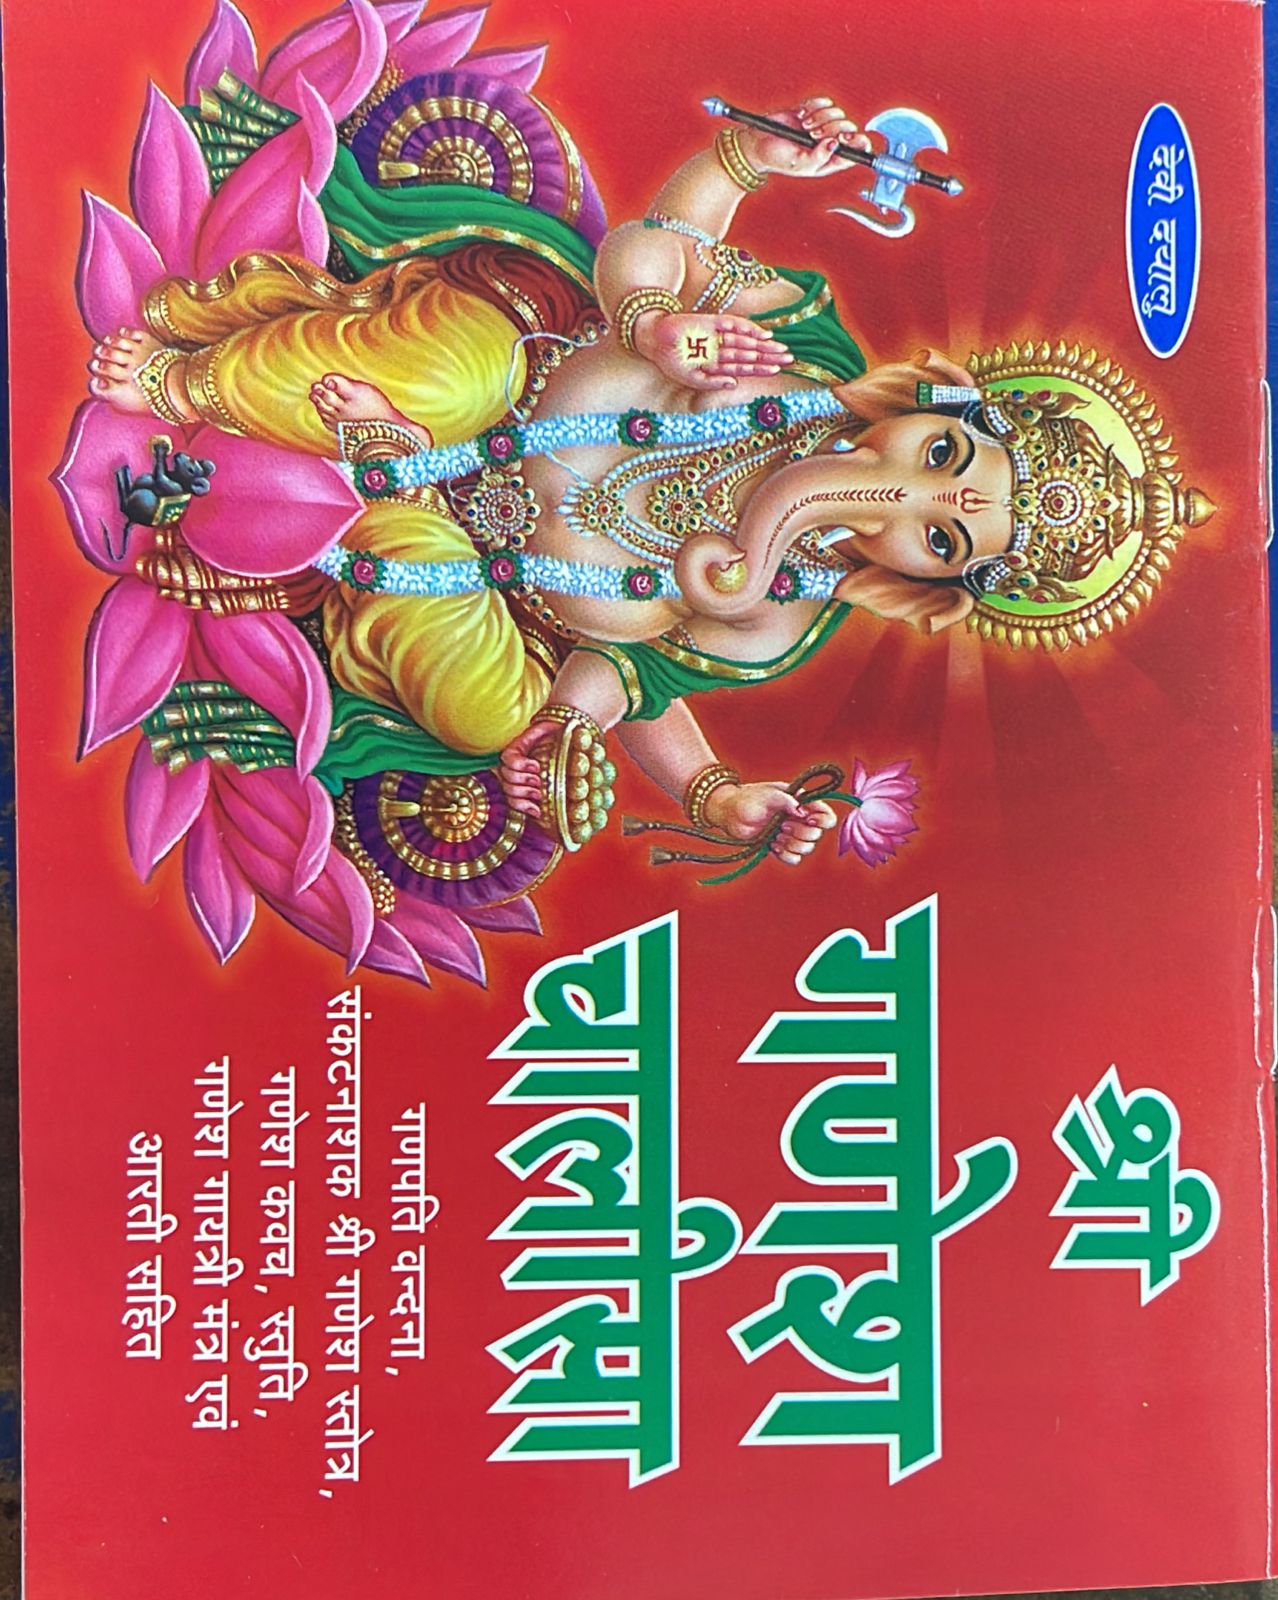 देवी दयालु
श्री
गणेश
चालीसा
गणपति वन्दना,
संकटनाशक श्री गणेश स्तोत्र,
गणेश कवच, स्तुति,
गणेश गायत्री मंत्र एवं
आरती सहित